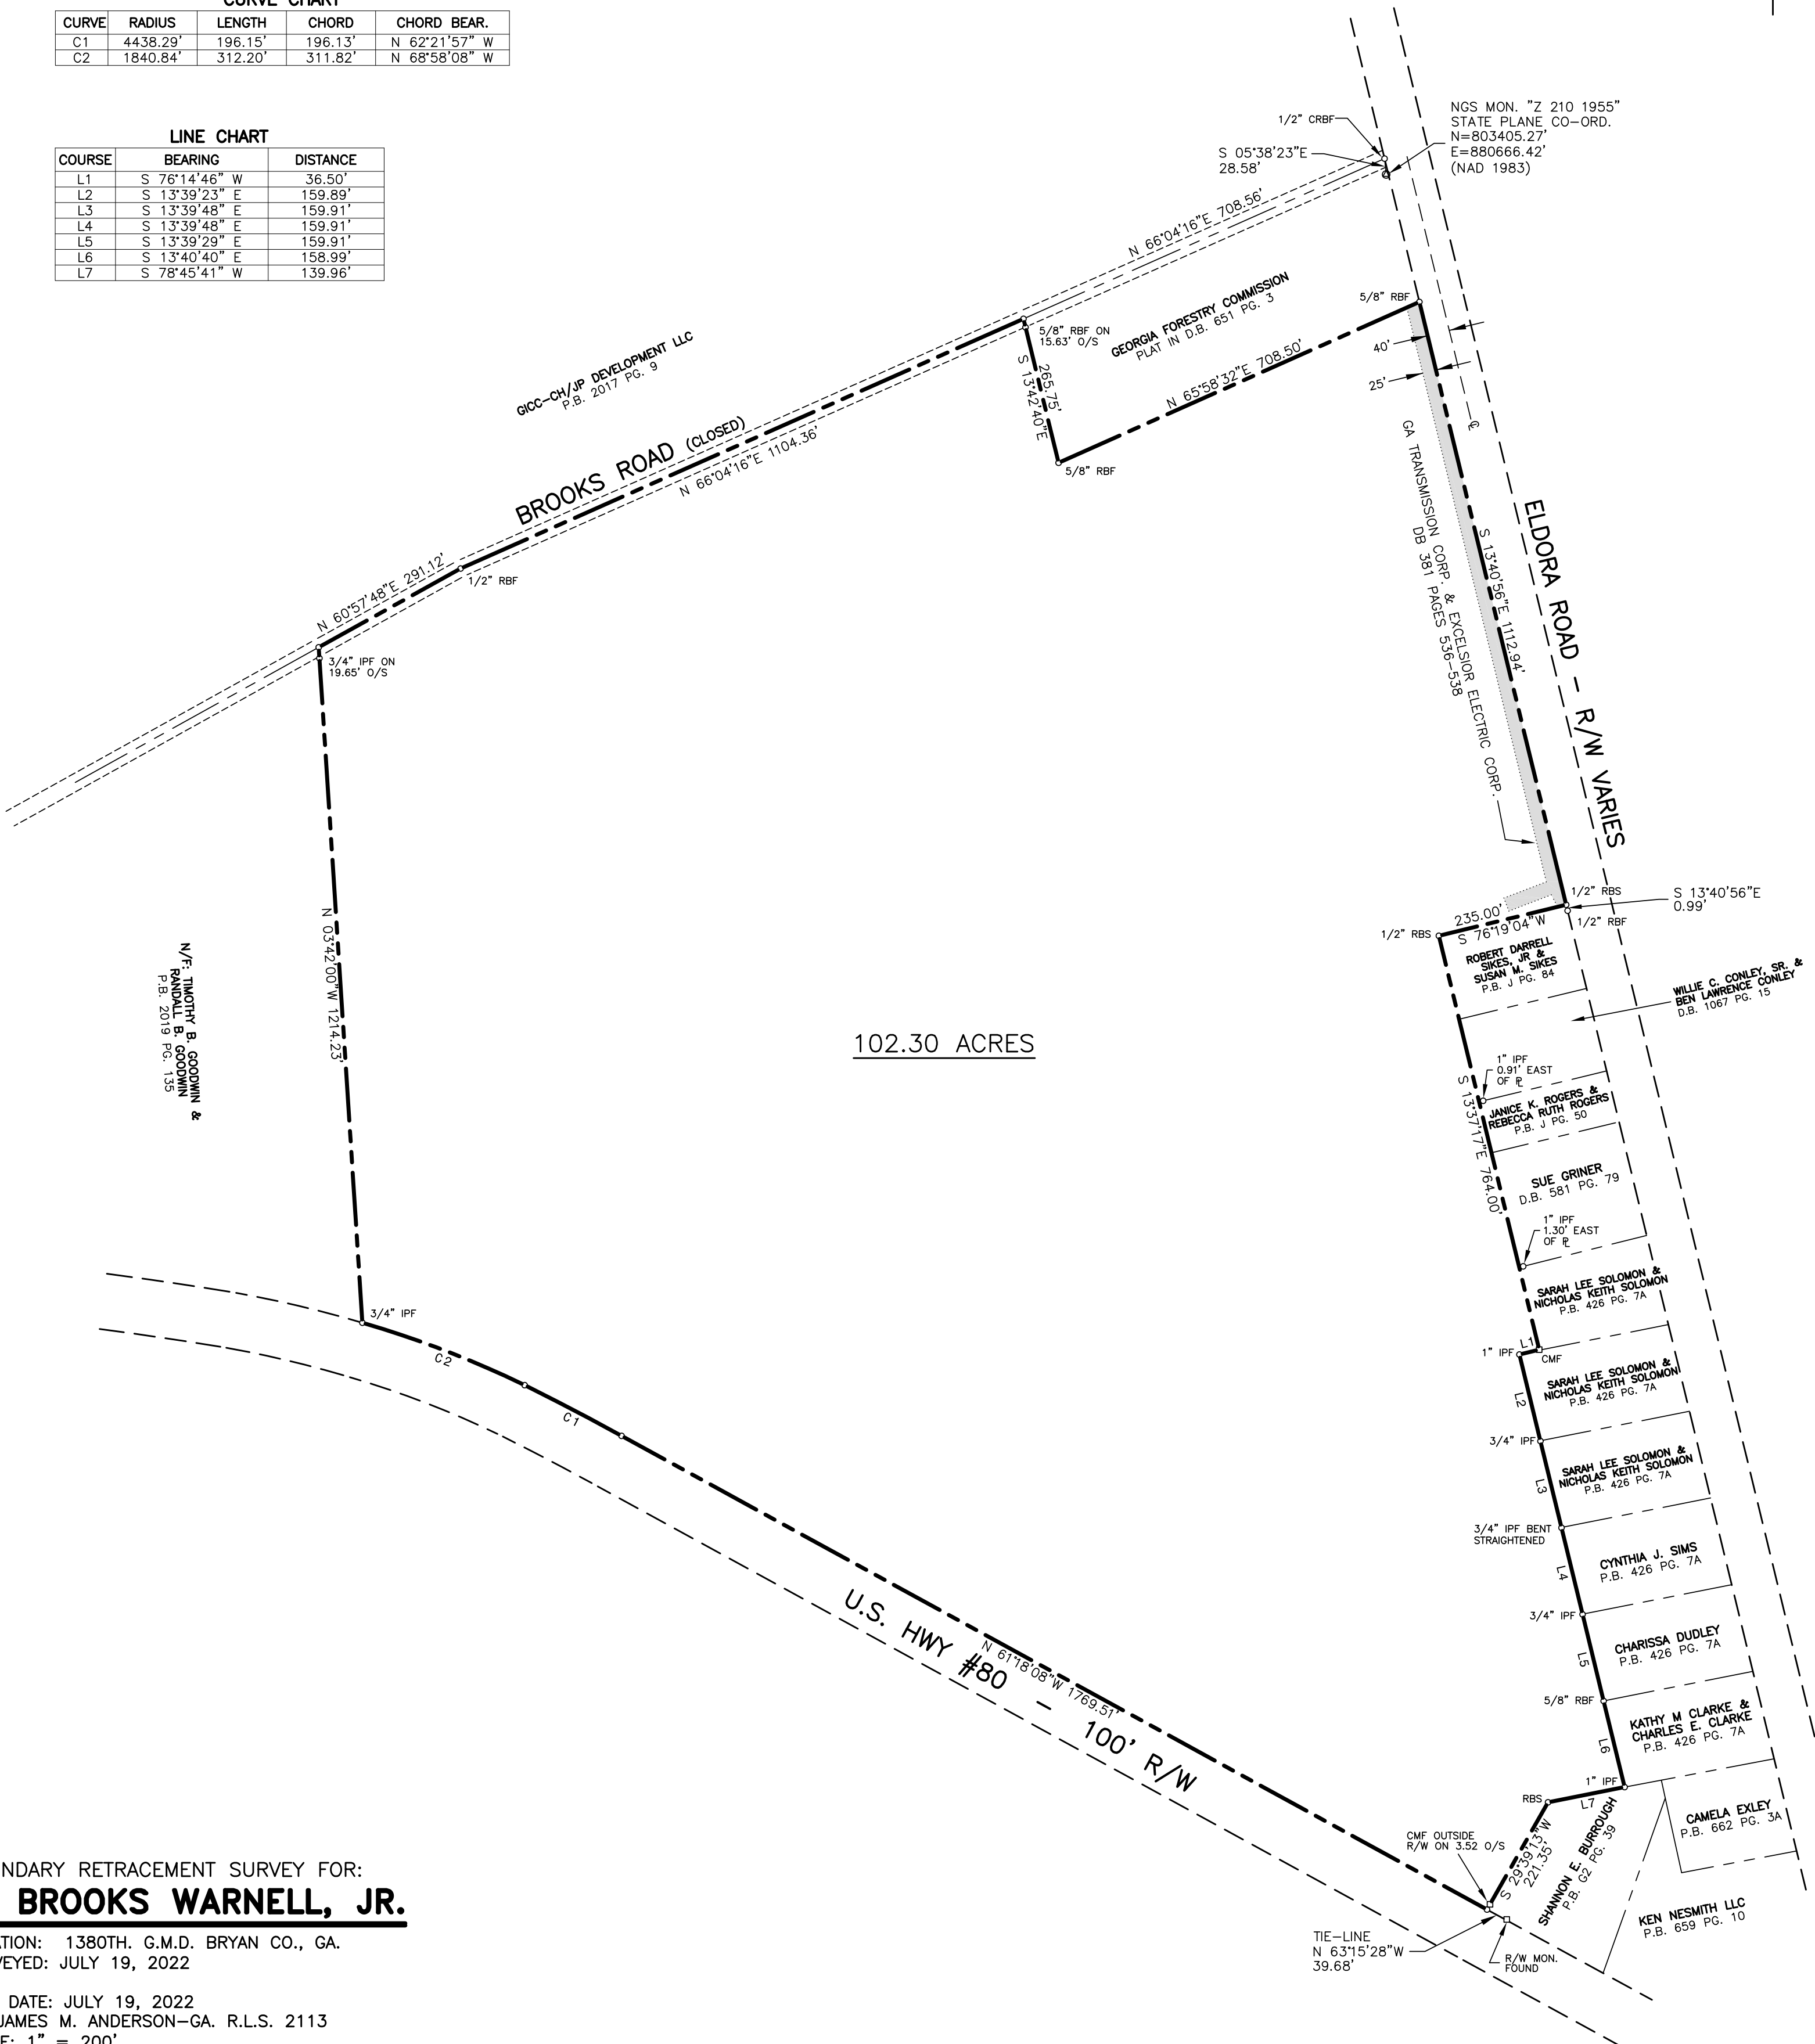 CURVE CHART
CURVE RADIUS LENGTH CHORD CHORD BEAR.
C1 4438.29' 196.15' 196.13' N 62°21'57" W
C2 1840.84' 312.20' 311.82' N 68°58'08" W
LINE CHART
COURSE BEARING DISTANCE
L1 S 76°14'46" W 36.50'
L2 S 13°39'23" E 159.89'
L3 S 13°39'48" E 159.91'
L4 S 13°39'48" E 159.91'
L5 S 13°39'29" E 159.91'
L6 S 13°40'40" E 158.99'
L7 S 78°45'41" W 139.96'
1/2" CRBF
S 05°38'23"E
28.58'
NGS MON. "Z 210 1955"
STATE PLANE CO-ORD.
N=803405.27'
E=880666.42'
(NAD 1983)
N 66°04'16"E 708.56'
GEORGIA FORESTRY COMMISSION
PLAT IN D.B. 651 PG. 3
5/8" RBF
40'
25'
℄
5/8" RBF ON
15.63' O/S
S 13°42'40"E
265.75'
N 65°58'32"E 708.50'
5/8" RBF
GICC-CH/JP DEVELOPMENT LLC
P.B. 2017 PG. 9
BROOKS ROAD (CLOSED)
N 66°04'16"E 1104.36'
N 60°57'48"E 291.12'
1/2" RBF
3/4" IPF ON
19.65' O/S
GA TRANSMISSION CORP. & EXCELSIOR ELECTRIC CORP.
DB 381 PAGES 536-538
S 13°40'56"E 1112.94'
ELDORA ROAD - R/W VARIES
1/2" RBS
S 13°40'56"E
0.99'
1/2" RBF
235.00'
S 76°19'04"W
1/2" RBS
ROBERT DARRELL
SIKES, JR &
SUSAN M. SIKES
P.B. J PG. 84
WILLIE C. CONLEY, SR. &
BEN LAWRENCE CONLEY
D.B. 1067 PG. 15
N 03°42'00"W 1214.23'
N/F: TIMOTHY B. GOODWIN &
RANDALL B. GOODWIN
P.B. 2019 PG. 135
102.30 ACRES
1" IPF
0.91' EAST
OF ⅊
JANICE K. ROGERS &
REBECCA RUTH ROGERS
P.B. J PG. 50
S 13°37'17"E 764.00'
SUE GRINER
D.B. 581 PG. 79
1" IPF
1.30' EAST
OF ⅊
SARAH LEE SOLOMON &
NICHOLAS KEITH SOLOMON
P.B. 426 PG. 7A
3/4" IPF
C2
C1
L1
1" IPF
CMF
SARAH LEE SOLOMON &
NICHOLAS KEITH SOLOMON
P.B. 426 PG. 7A
L2
3/4" IPF
SARAH LEE SOLOMON &
NICHOLAS KEITH SOLOMON
P.B. 426 PG. 7A
L3
3/4" IPF BENT
STRAIGHTENED
CYNTHIA J. SIMS
P.B. 426 PG. 7A
L4
3/4" IPF
CHARISSA DUDLEY
P.B. 426 PG. 7A
L5
5/8" RBF
KATHY M CLARKE &
CHARLES E. CLARKE
P.B. 426 PG. 7A
L6
1" IPF
L7
RBS
CAMELA EXLEY
P.B. 662 PG. 3A
N 61°18'08"W 1769.51'
U.S. HWY #80 - 100' R/W
CMF OUTSIDE
R/W ON 3.52 O/S
S 29°39'13"W
221.35'
SHANNON E. BURROUGH
P.B. G2 PG. 39
KEN NESMITH LLC
P.B. 659 PG. 10
TIE-LINE
N 63°15'28"W
39.68'
R/W MON.
FOUND
NDARY RETRACEMENT SURVEY FOR:
BROOKS WARNELL, JR.
ATION: 1380TH. G.M.D. BRYAN CO., GA.
VEYED: JULY 19, 2022
DATE: JULY 19, 2022
JAMES M. ANDERSON-GA. R.L.S. 2113
E: 1" = 200'